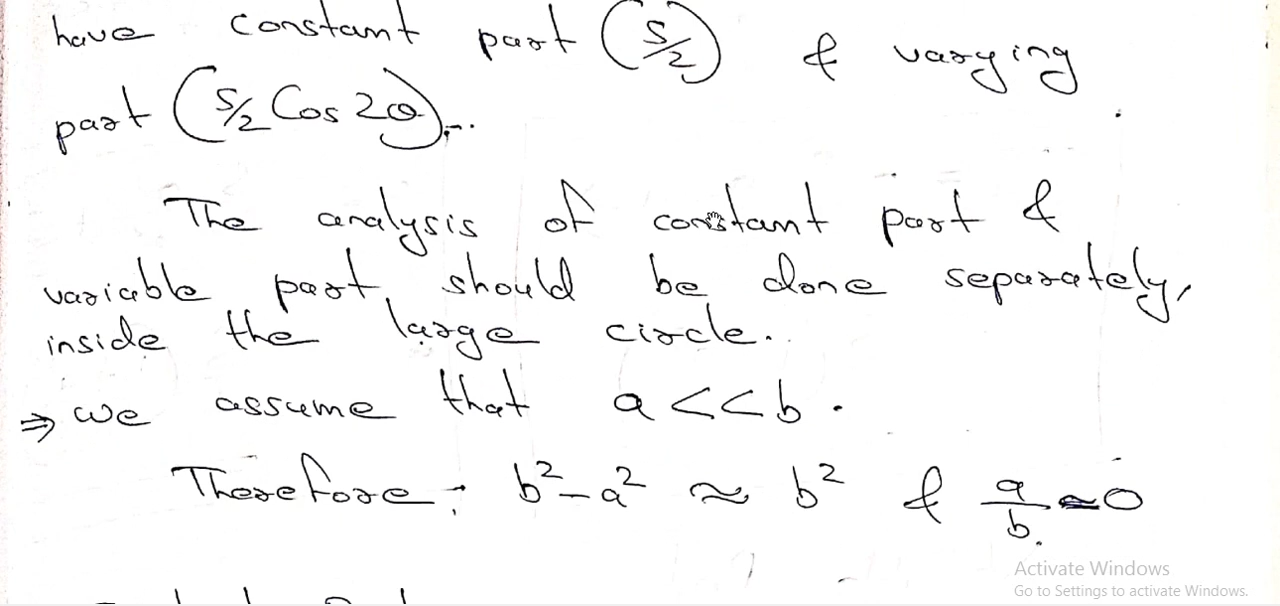 have constant part (S/2) & varying
part (S/2 Cos 2θ)...
The analysis of constant part &
variable part, should be done separately,
inside the large circle.
⇒ we assume that a << b.
Therefore; b² - a² ≈ b² & a/b ≈ 0
Activate Windows
Go to Settings to activate Windows.